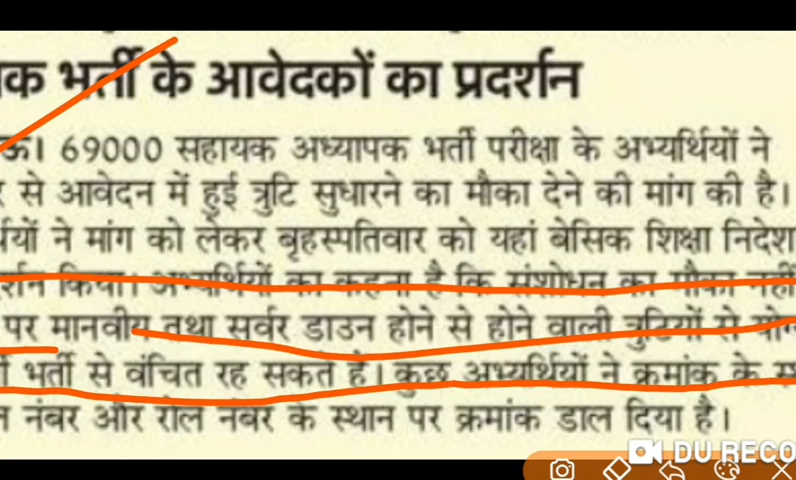 भर्ती के आवेदकों का प्रदर्शन
69000 सहायक अध्यापक भर्ती परीक्षा के अभ्यर्थियों ने
से आवेदन में हुई त्रुटि सुधारने का मौका देने की मांग की है।
ने मांग को लेकर बृहस्पतिवार को यहां बेसिक शिक्षा
किया। अभ्यर्थियों का कहना है कि संशोधन का मौका नहीं
पर मानवीय तथा सर्वर डाउन होने से होने वाली त्रुटियों से
भर्ती से वंचित रह सकते हैं। कुछ अभ्यर्थियों ने क्रमांक के
नंबर और रोल नंबर के स्थान पर क्रमांक डाल दिया है।
DU RECO